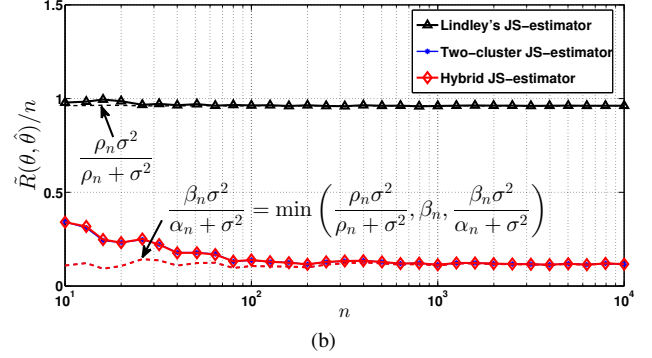 1.5
1
0.5
0
R̃(θ, θ̂)/n
Lindley's JS−estimator
Two−cluster JS−estimator
Hybrid JS−estimator
ρₙσ² / (ρₙ + σ²)
βₙσ² / (αₙ + σ²) = min ( ρₙσ² / (ρₙ + σ²), βₙ, βₙσ² / (αₙ + σ²) )
10¹ 10² 10³ 10⁴
n
(b)